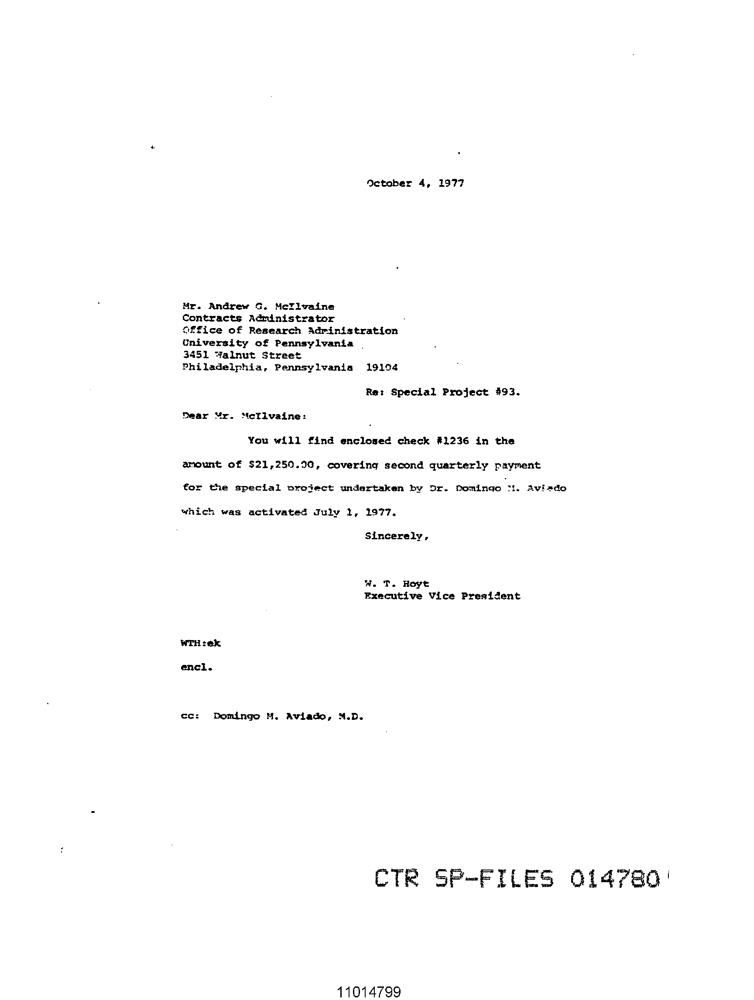 October 4, 1977
Mr. Andrew G. McIlvaine
Contracts Administrator
Office of Research Administration
University of Pennsylvania
3451 Walnut Street
Philadelphia, Pennsylvania 19104
Re: Special Project #93.
Dear Mr. McIlvaine:
You will find enclosed check #1236 in the
amount of $21,250.00, covering second quarterly payment
for the special project undertaken by Dr. Domingo M. Aviado
which was activated July 1, 1977.
Sincerely,
W. T. Hoyt
Executive Vice President
WTH:ek
encl.
cc: Domingo M. Aviado, M.D.
CTR SP-FILES 014780
11014799